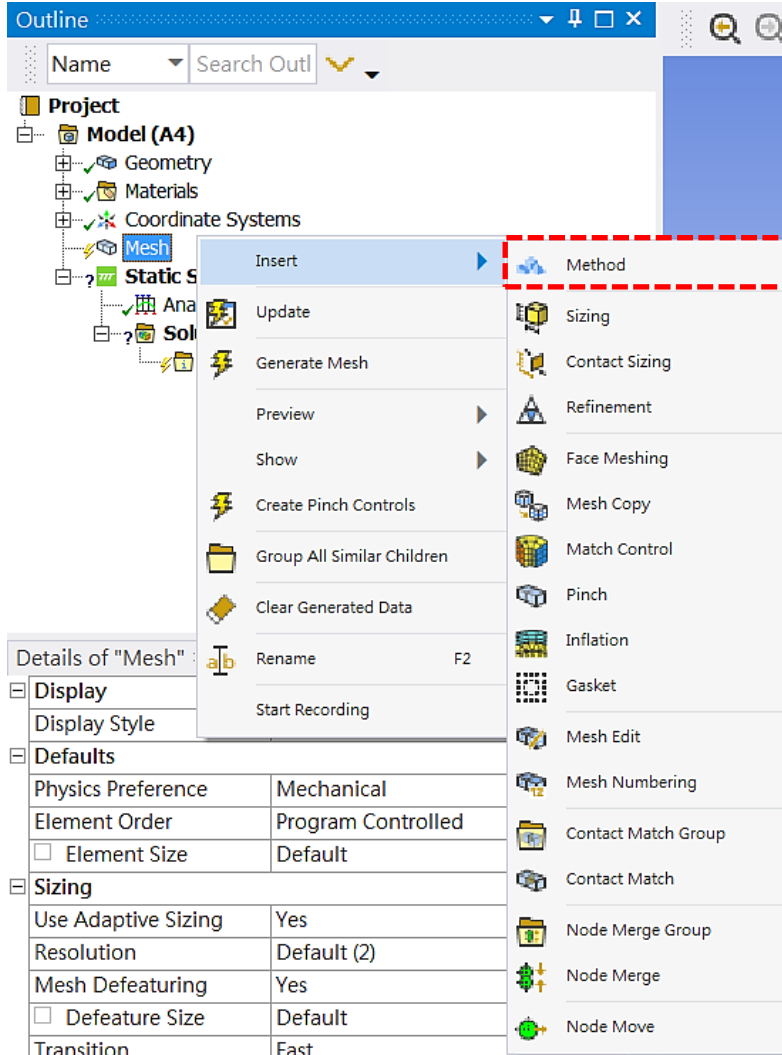 Outline
Name
Search Outl
Project
Model (A4)
Geometry
Materials
Coordinate Systems
Mesh
Static S
Ana
Solu
Insert
Update
Generate Mesh
Preview
Show
Create Pinch Controls
Group All Similar Children
Clear Generated Data
Rename F2
Start Recording
Method
Sizing
Contact Sizing
Refinement
Face Meshing
Mesh Copy
Match Control
Pinch
Inflation
Gasket
Mesh Edit
Mesh Numbering
Contact Match Group
Contact Match
Node Merge Group
Node Merge
Node Move
Details of "Mesh"
Display
Display Style
Defaults
Physics Preference Mechanical
Element Order Program Controlled
Element Size Default
Sizing
Use Adaptive Sizing Yes
Resolution Default (2)
Mesh Defeaturing Yes
Defeature Size Default
Transition Fast